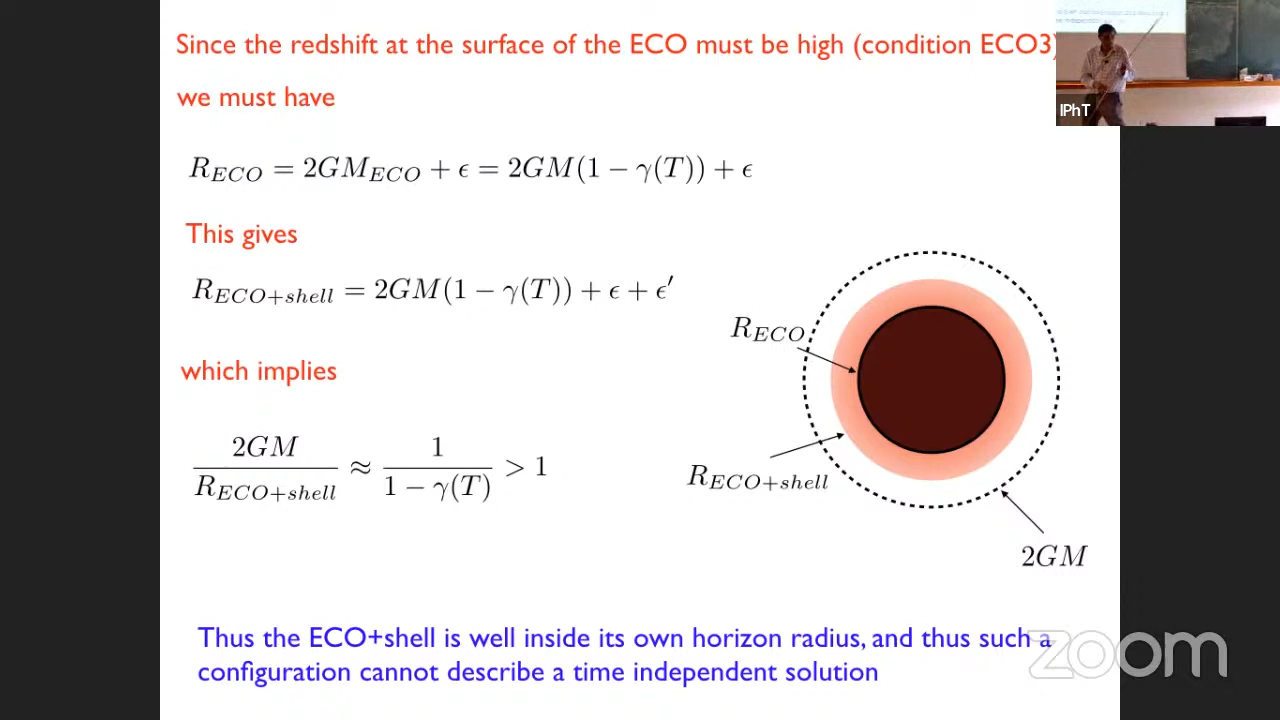 Since the redshift at the surface of the ECO must be high (condition ECO3)
we must have
R_{ECO} = 2GM_{ECO} + ϵ = 2GM(1 − γ(T)) + ϵ
This gives
R_{ECO+shell} = 2GM(1 − γ(T)) + ϵ + ϵ′
which implies
2GM / R_{ECO+shell} ≈ 1 / (1 − γ(T)) > 1
R_{ECO}
R_{ECO+shell}
2GM
Thus the ECO+shell is well inside its own horizon radius, and thus such a
configuration cannot describe a time independent solution
IPhT
zoom